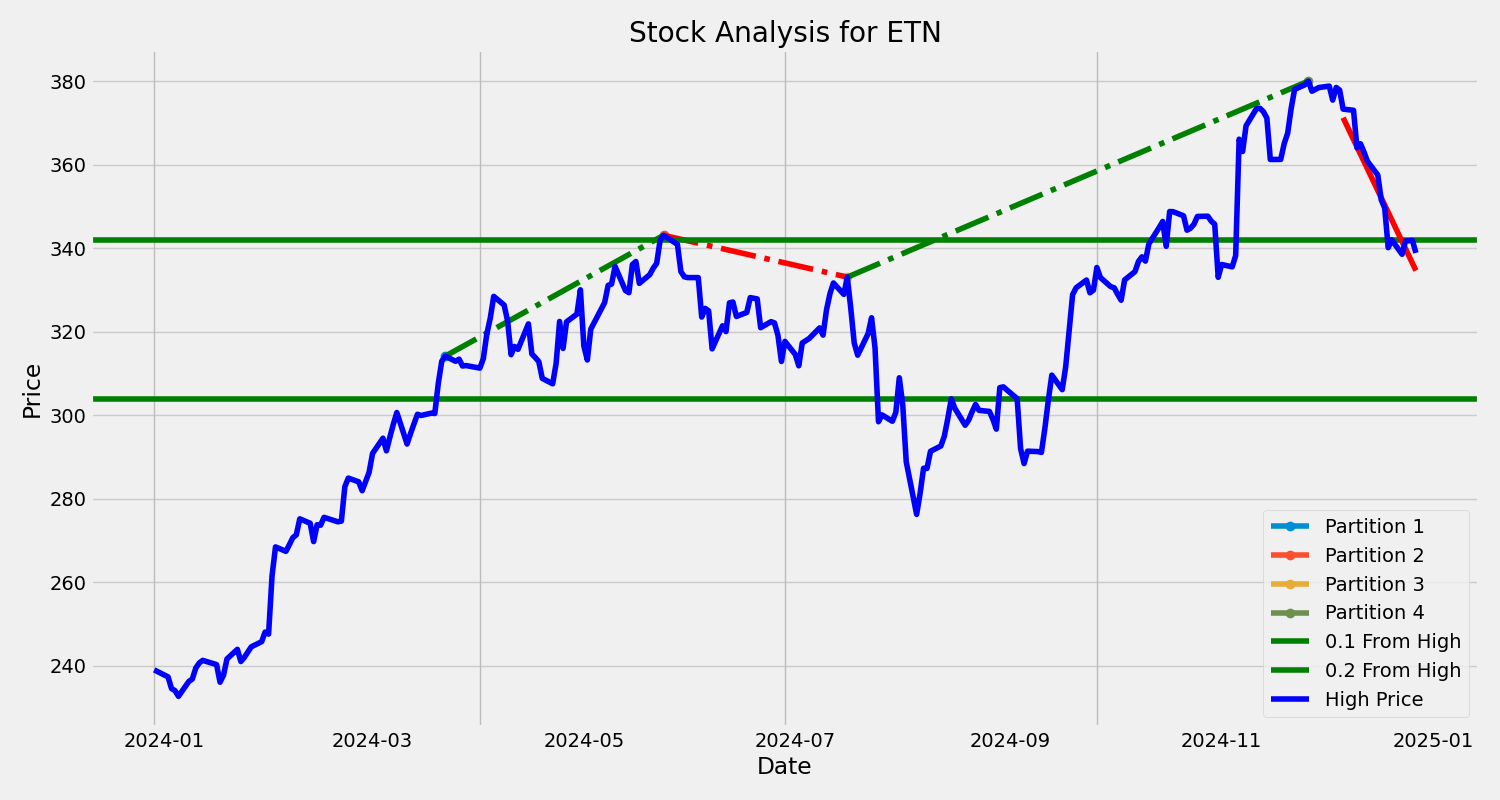 Stock Analysis for ETN
Price
380
360
340
320
300
280
260
240
2024-01
2024-03
2024-05
2024-07
2024-09
2024-11
2025-01
Date
Partition 1
Partition 2
Partition 3
Partition 4
0.1 From High
0.2 From High
High Price